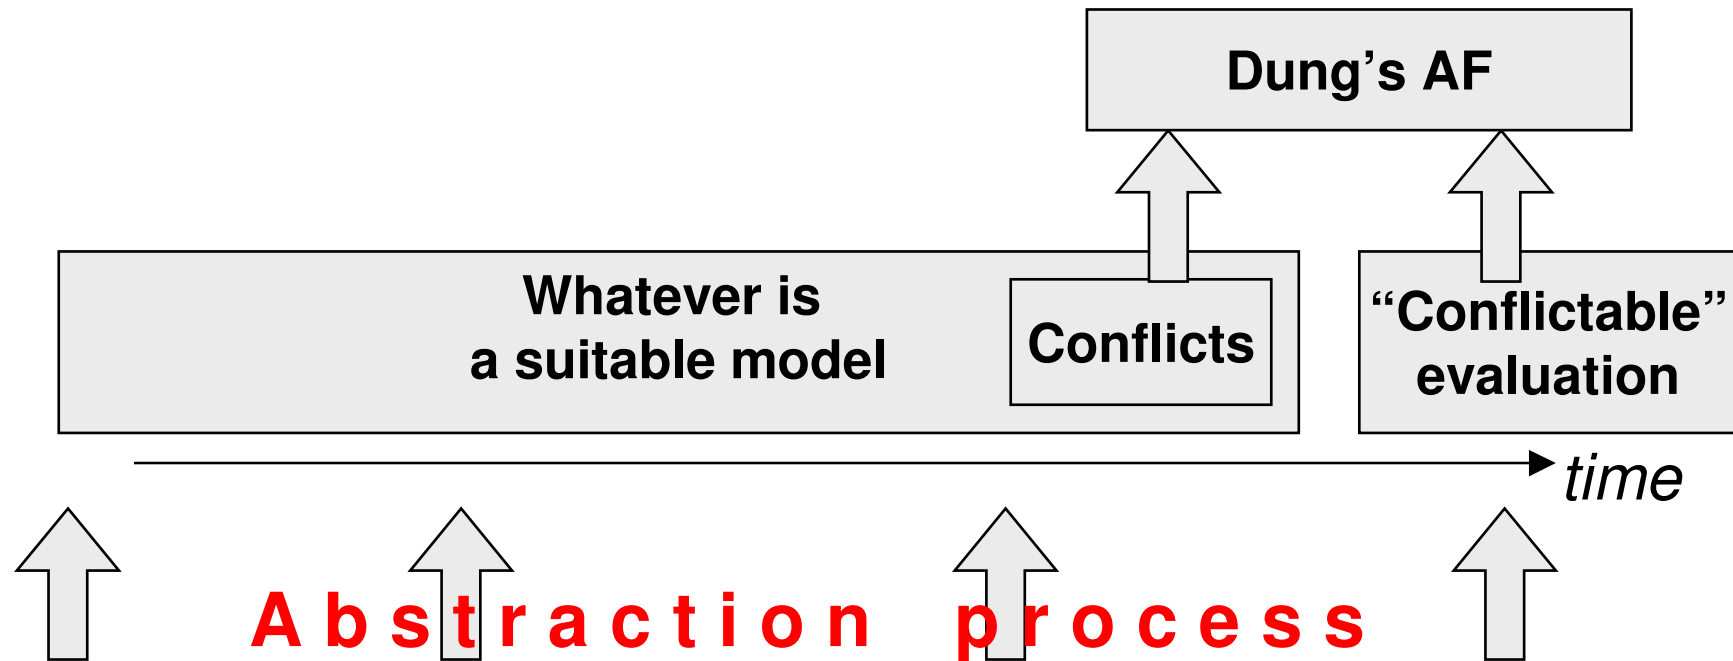 Dung’s AF
Whatever is
a suitable model
Conflicts
“Conflictable”
evaluation
time
Abstraction process